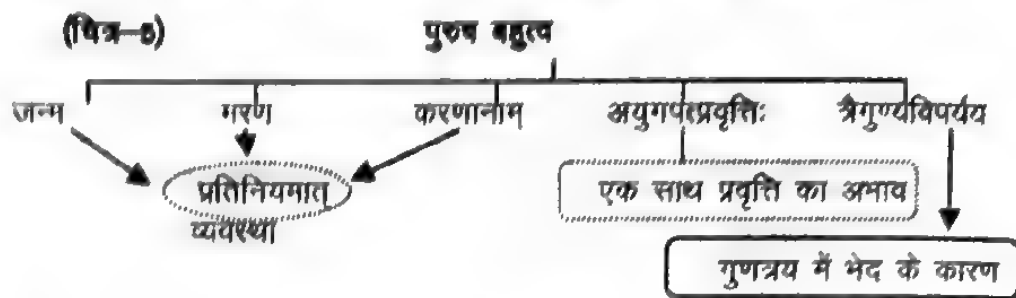 (चित्र-5) पुरुष बहुत्व
जन्म मरण करणानाम् अयुगपत्प्रवृत्तिः त्रैगुण्यविपर्यय
प्रतिनियमात् एक साथ प्रवृत्ति का अभाव
व्यवस्था
गुणत्रय में भेद के कारण